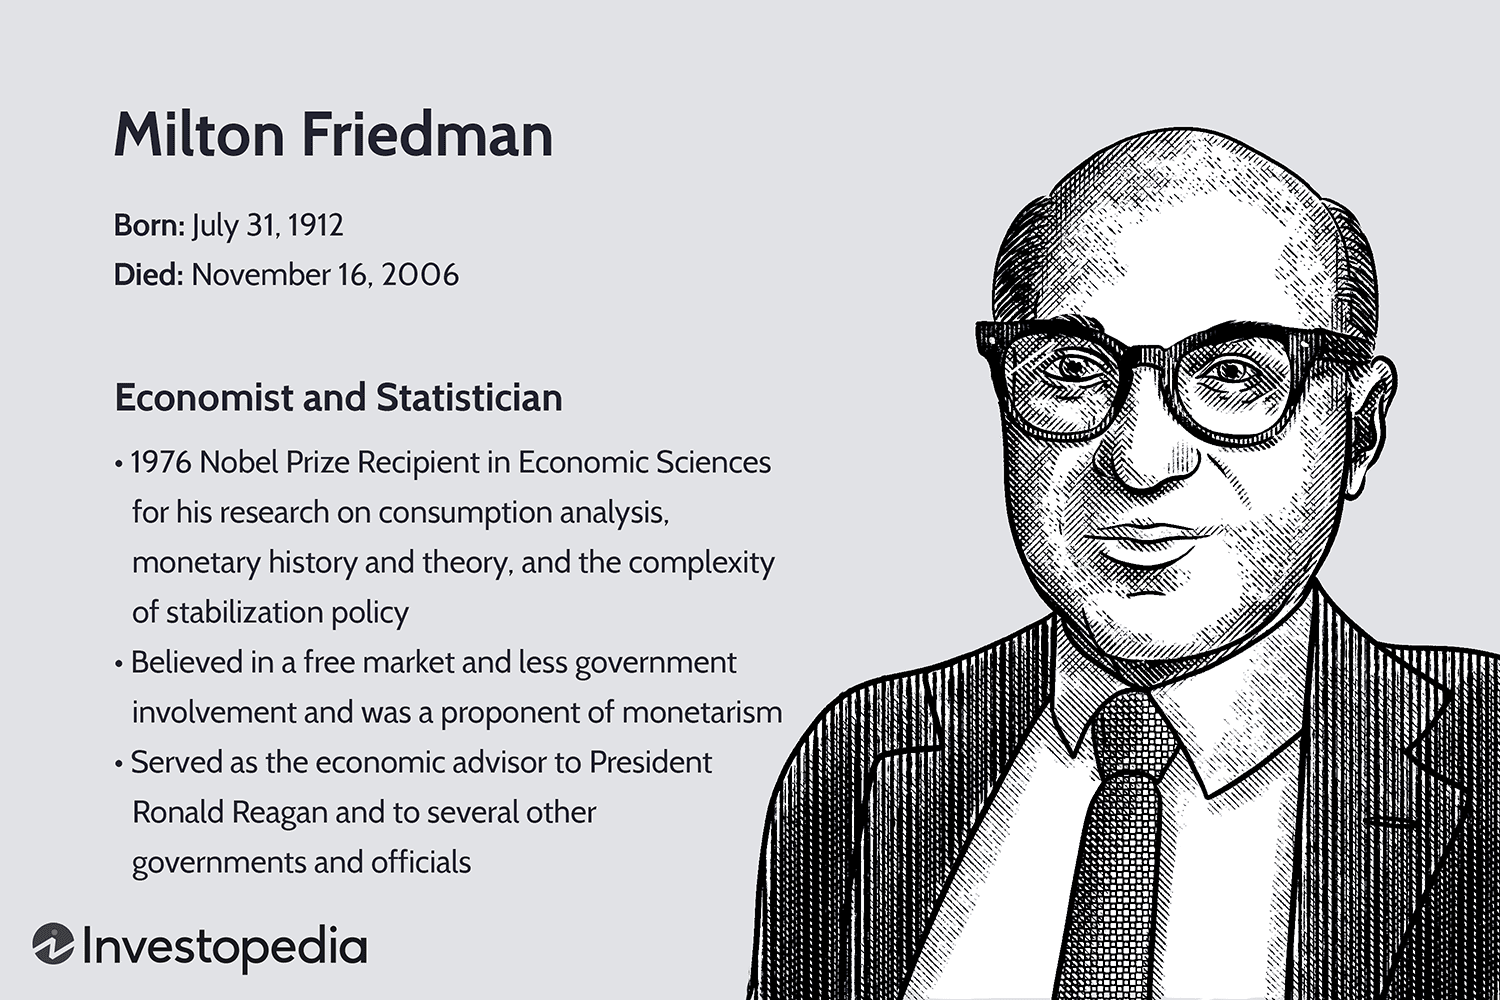 Milton Friedman
Born: July 31, 1912
Died: November 16, 2006
Economist and Statistician
• 1976 Nobel Prize Recipient in Economic Sciences
for his research on consumption analysis,
monetary history and theory, and the complexity
of stabilization policy
• Believed in a free market and less government
involvement and was a proponent of monetarism
• Served as the economic advisor to President
Ronald Reagan and to several other
governments and officials
Investopedia